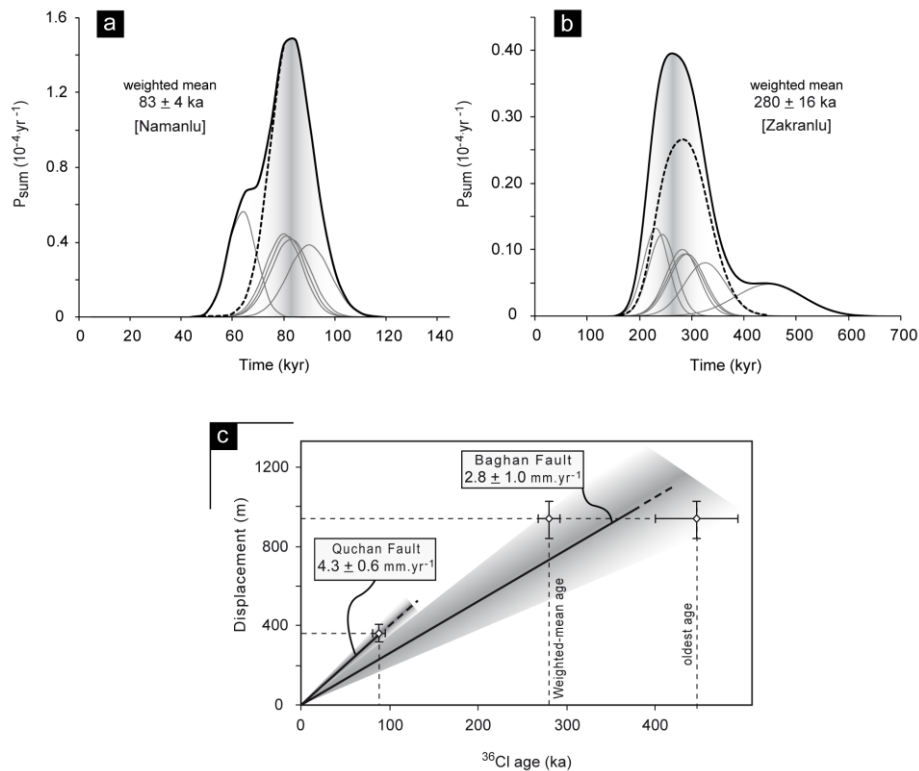 a
1.6
1.2
0.8
0.4
0
0 20 40 60 80 100 120 140
Psum (10-4.yr-1)
Time (kyr)
weighted mean
83 ± 4 ka
[Namanlu]
b
0.40
0.30
0.20
0.10
0
0 100 200 300 400 500 600 700
Psum (10-4.yr-1)
Time (kyr)
weighted mean
280 ± 16 ka
[Zakranlu]
c
1200
800
400
0
0 100 200 300 400
Displacement (m)
36Cl age (ka)
Baghan Fault
2.8 ± 1.0 mm.yr-1
Quchan Fault
4.3 ± 0.6 mm.yr-1
Weighted-mean age
oldest age